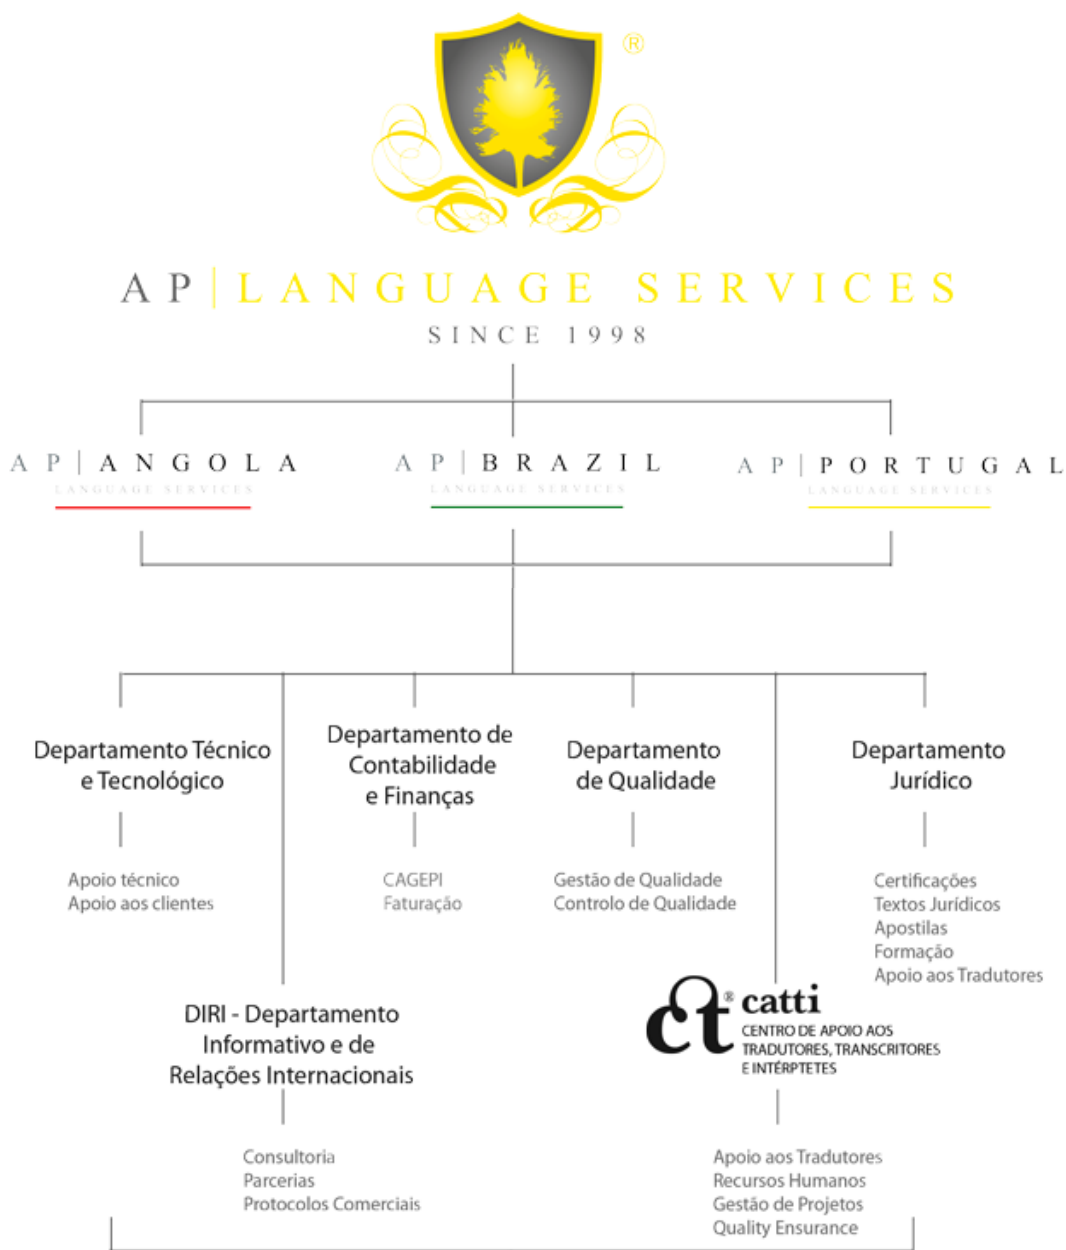 ®
AP|LANGUAGE SERVICES
SINCE 1998
AP|ANGOLA
LANGUAGE SERVICES
AP|BRAZIL
LANGUAGE SERVICES
AP|PORTUGAL
LANGUAGE SERVICES
Departamento Técnico
e Tecnológico
Apoio técnico
Apoio aos clientes
Departamento de
Contabilidade
e Finanças
CAGEPI
Faturação
Departamento
de Qualidade
Gestão de Qualidade
Controlo de Qualidade
Departamento
Jurídico
Certificações
Textos Jurídicos
Apostilas
Formação
Apoio aos Tradutores
DIRI - Departamento
Informativo e de
Relações Internacionais
Consultoria
Parcerias
Protocolos Comerciais
ct® catti
CENTRO DE APOIO AOS
TRADUTORES, TRANSCRITORES
E INTÉRPTETES
Apoio aos Tradutores
Recursos Humanos
Gestão de Projetos
Quality Ensurance